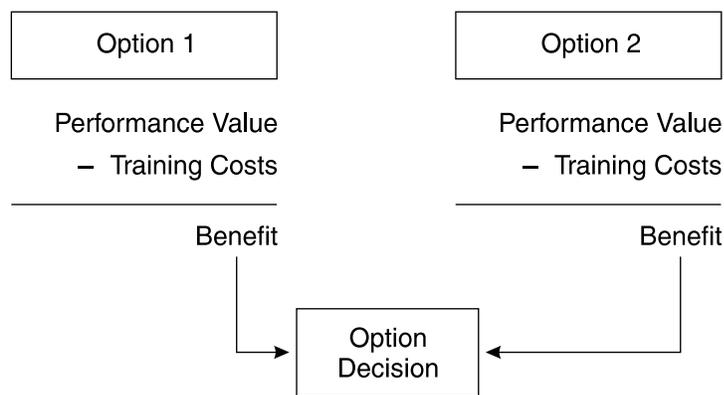 Option 1
Performance Value
– Training Costs
Benefit
Option 2
Performance Value
– Training Costs
Benefit
Option
Decision